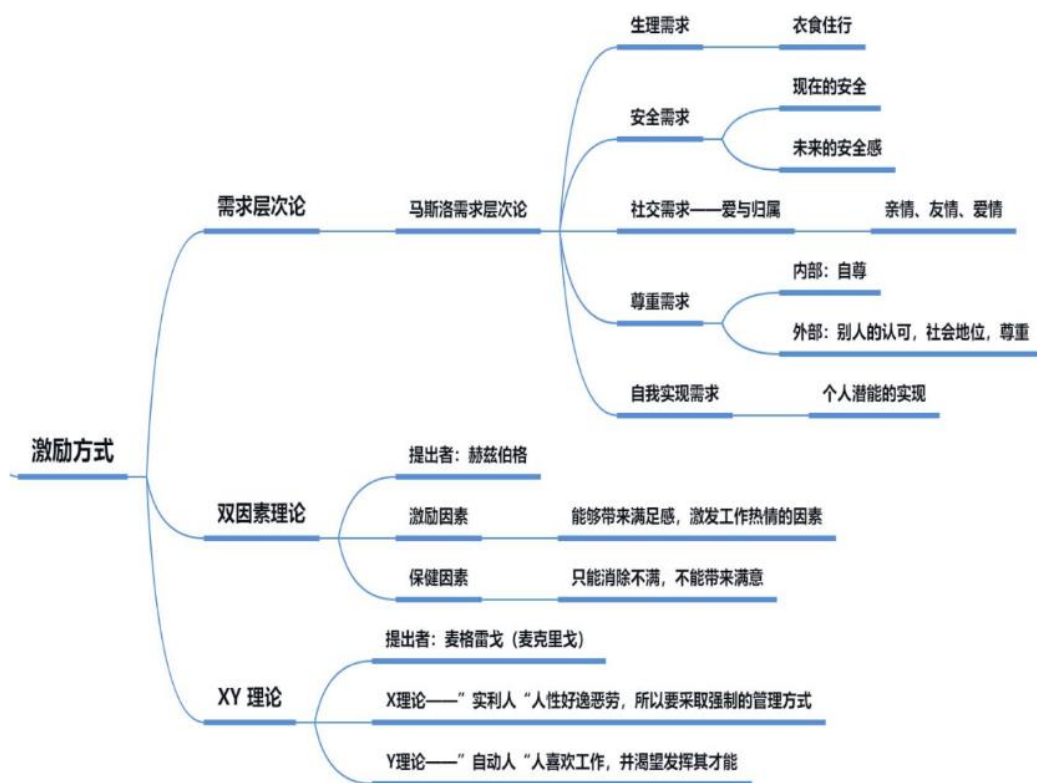 激励方式
需求层次论
马斯洛需求层次论
生理需求
衣食住行
安全需求
现在的安全
未来的安全感
社交需求——爱与归属
亲情、友情、爱情
尊重需求
内部：自尊
外部：别人的认可，社会地位，尊重
自我实现需求
个人潜能的实现
双因素理论
提出者：赫兹伯格
激励因素
能够带来满足感，激发工作热情的因素
保健因素
只能消除不满，不能带来满意
XY 理论
提出者：麦格雷戈（麦克里戈）
X理论——”实利人“人性好逸恶劳，所以要采取强制的管理方式
Y理论——”自动人“人喜欢工作，并渴望发挥其才能